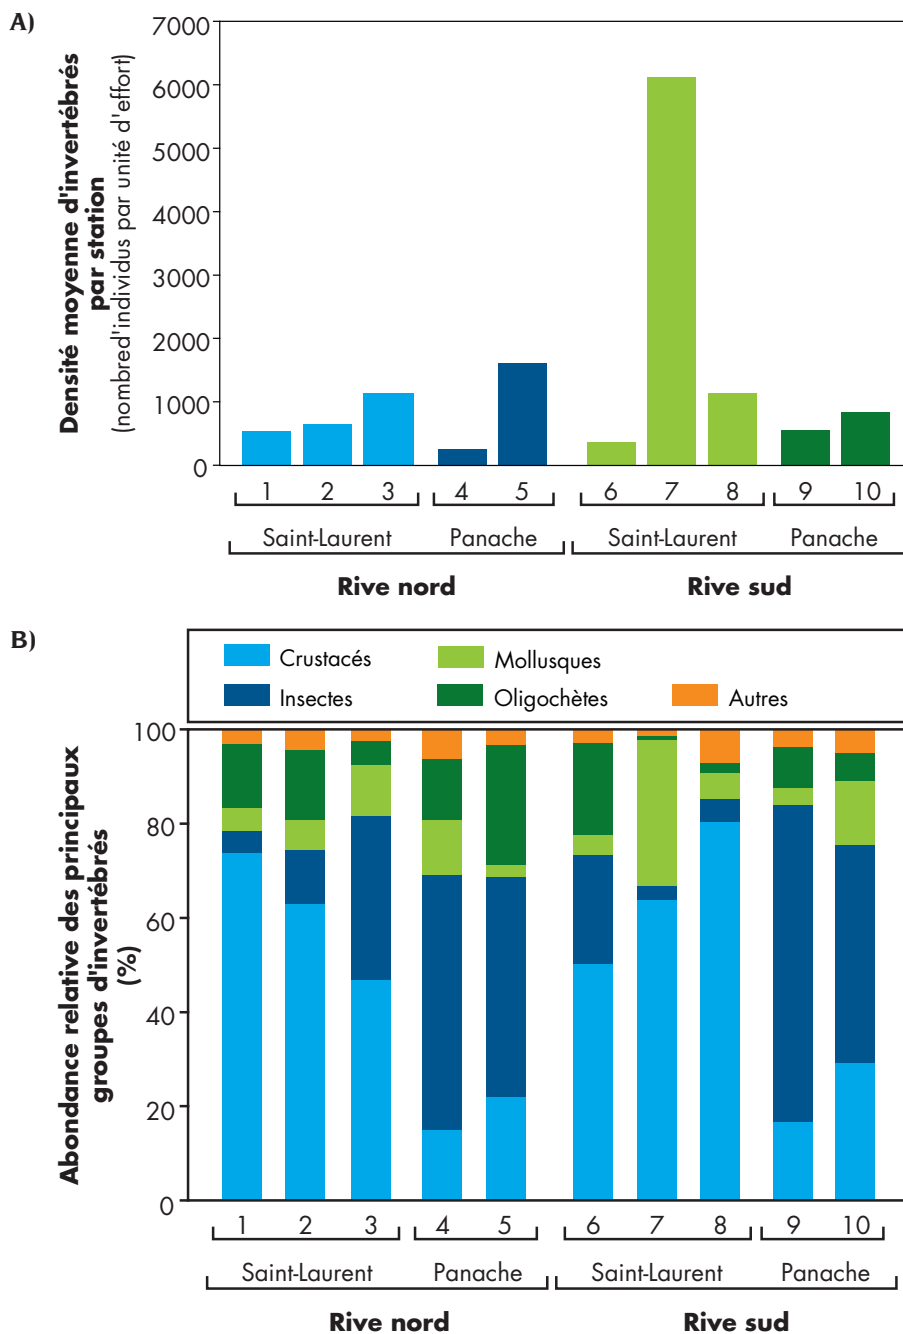 A)
Densité moyenne d'invertébrés
par station
(nombred'individus par unité d'effort)
7000
6000
5000
4000
3000
2000
1000
0
1 2 3 4 5 6 7 8 9 10
Saint-Laurent Panache Saint-Laurent Panache
Rive nord Rive sud
B)
Crustacés Mollusques
Insectes Oligochètes Autres
Abondance relative des principaux
groupes d'invertébrés
(%)
100
80
60
40
20
0
1 2 3 4 5 6 7 8 9 10
Saint-Laurent Panache Saint-Laurent Panache
Rive nord Rive sud